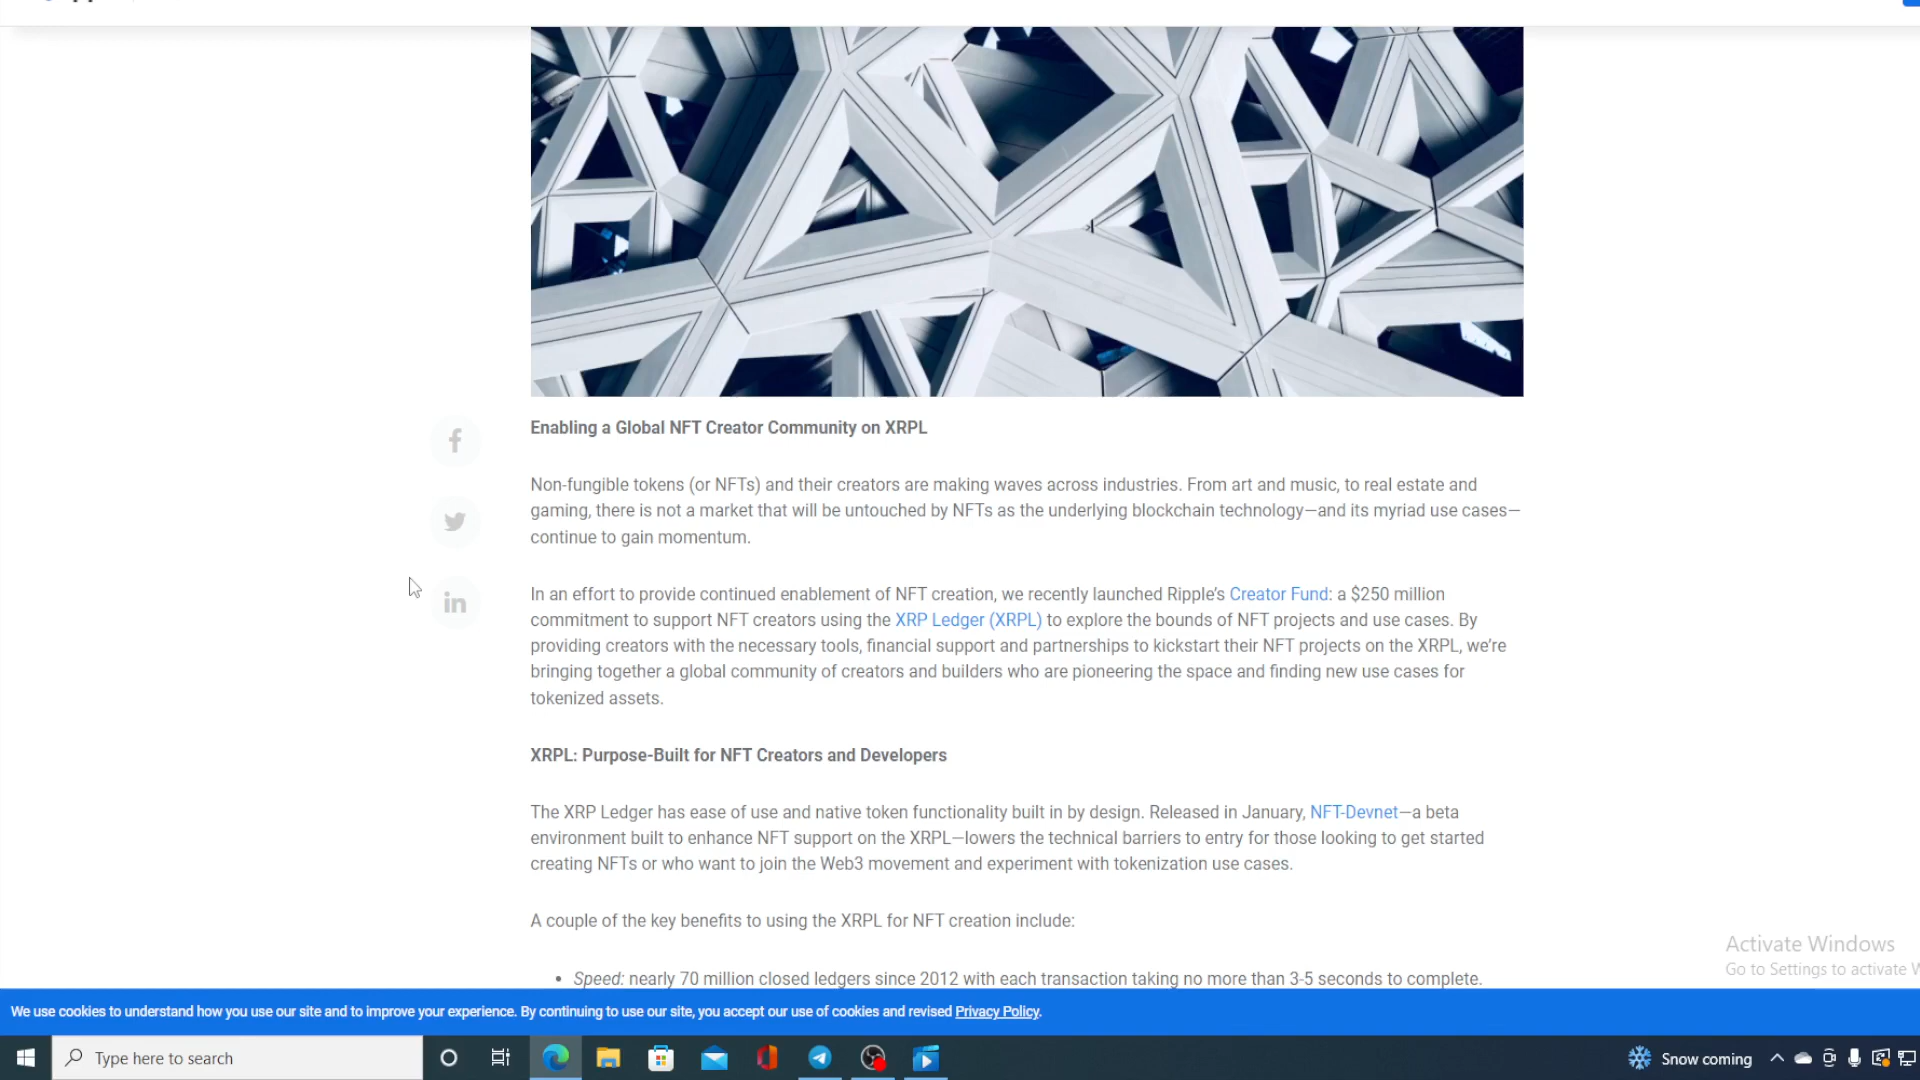 Enabling a Global NFT Creator Community on XRPL
Non-fungible tokens (or NFTs) and their creators are making waves across industries. From art and music, to real estate and
gaming, there is not a market that will be untouched by NFTs as the underlying blockchain technology—and its myriad use cases—
continue to gain momentum.
In an effort to provide continued enablement of NFT creation, we recently launched Ripple's Creator Fund: a $250 million
commitment to support NFT creators using the XRP Ledger (XRPL) to explore the bounds of NFT projects and use cases. By
providing creators with the necessary tools, financial support and partnerships to kickstart their NFT projects on the XRPL, we're
bringing together a global community of creators and builders who are pioneering the space and finding new use cases for
tokenized assets.
XRPL: Purpose-Built for NFT Creators and Developers
The XRP Ledger has ease of use and native token functionality built in by design. Released in January, NFT-Devnet—a beta
environment built to enhance NFT support on the XRPL—lowers the technical barriers to entry for those looking to get started
creating NFTs or who want to join the Web3 movement and experiment with tokenization use cases.
A couple of the key benefits to using the XRPL for NFT creation include:
• Speed: nearly 70 million closed ledgers since 2012 with each transaction taking no more than 3-5 seconds to complete.
Activate Windows
Go to Settings to activate W
We use cookies to understand how you use our site and to improve your experience. By continuing to use our site, you accept our use of cookies and revised Privacy Policy.
Type here to search
Snow coming